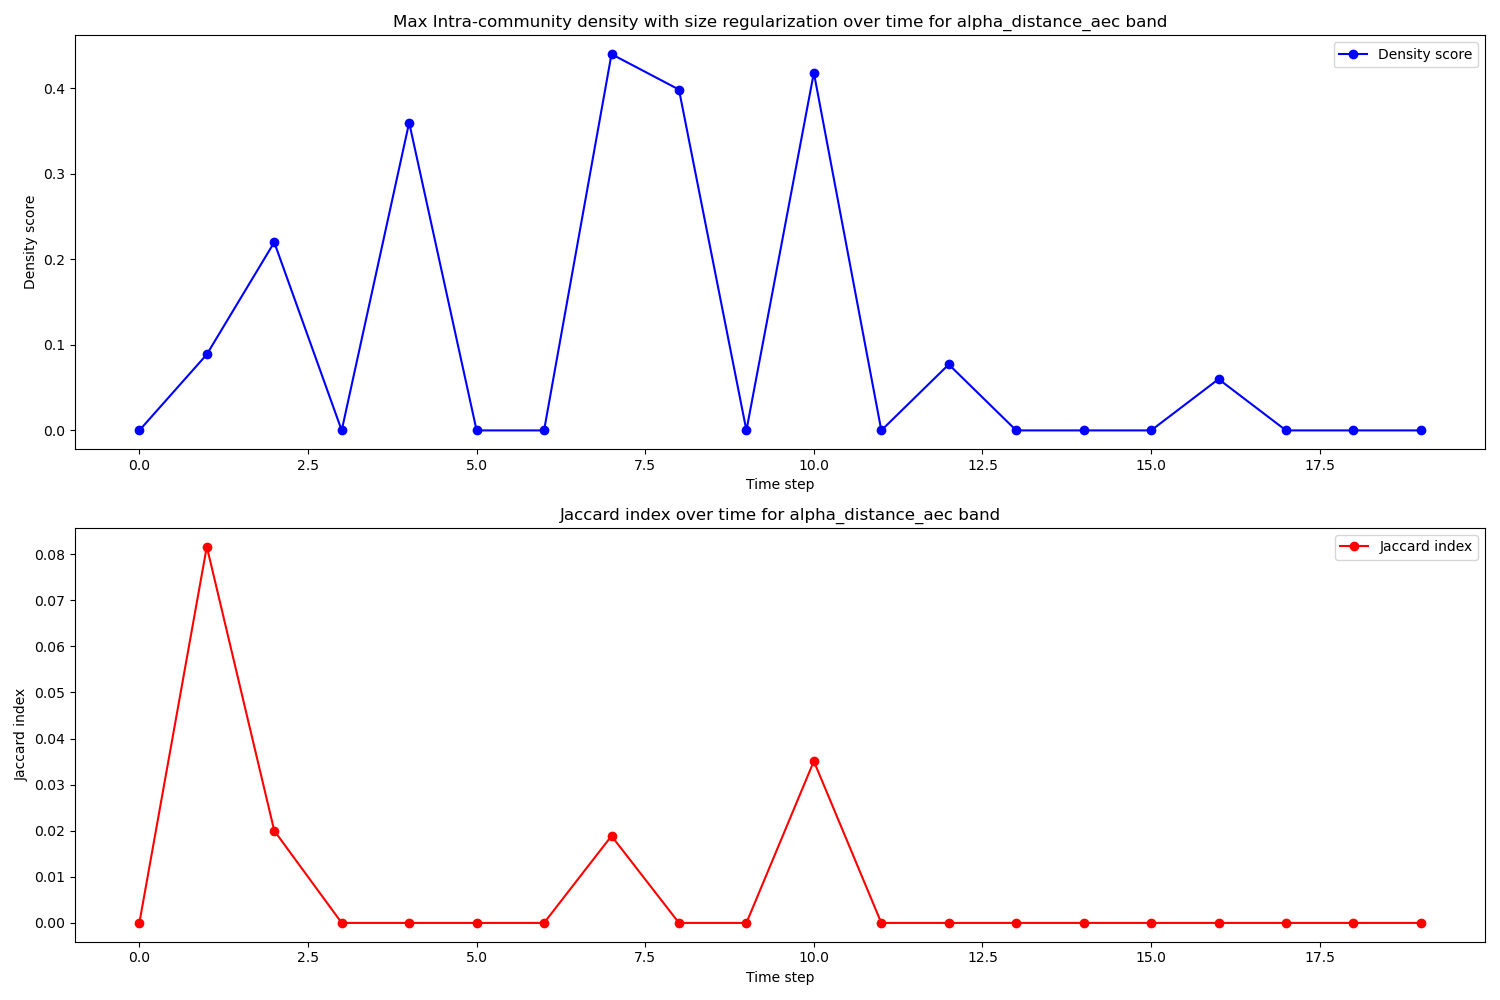 Max Intra-community density with size regularization over time for alpha_distance_aec band
Density score
0.4
0.3
0.2
0.1
0.0
Density score
0.0 2.5 5.0 7.5 10.0 12.5 15.0 17.5
Time step
Jaccard index over time for alpha_distance_aec band
Jaccard index
0.08
0.07
0.06
0.05
0.04
0.03
0.02
0.01
0.00
Jaccard index
0.0 2.5 5.0 7.5 10.0 12.5 15.0 17.5
Time step